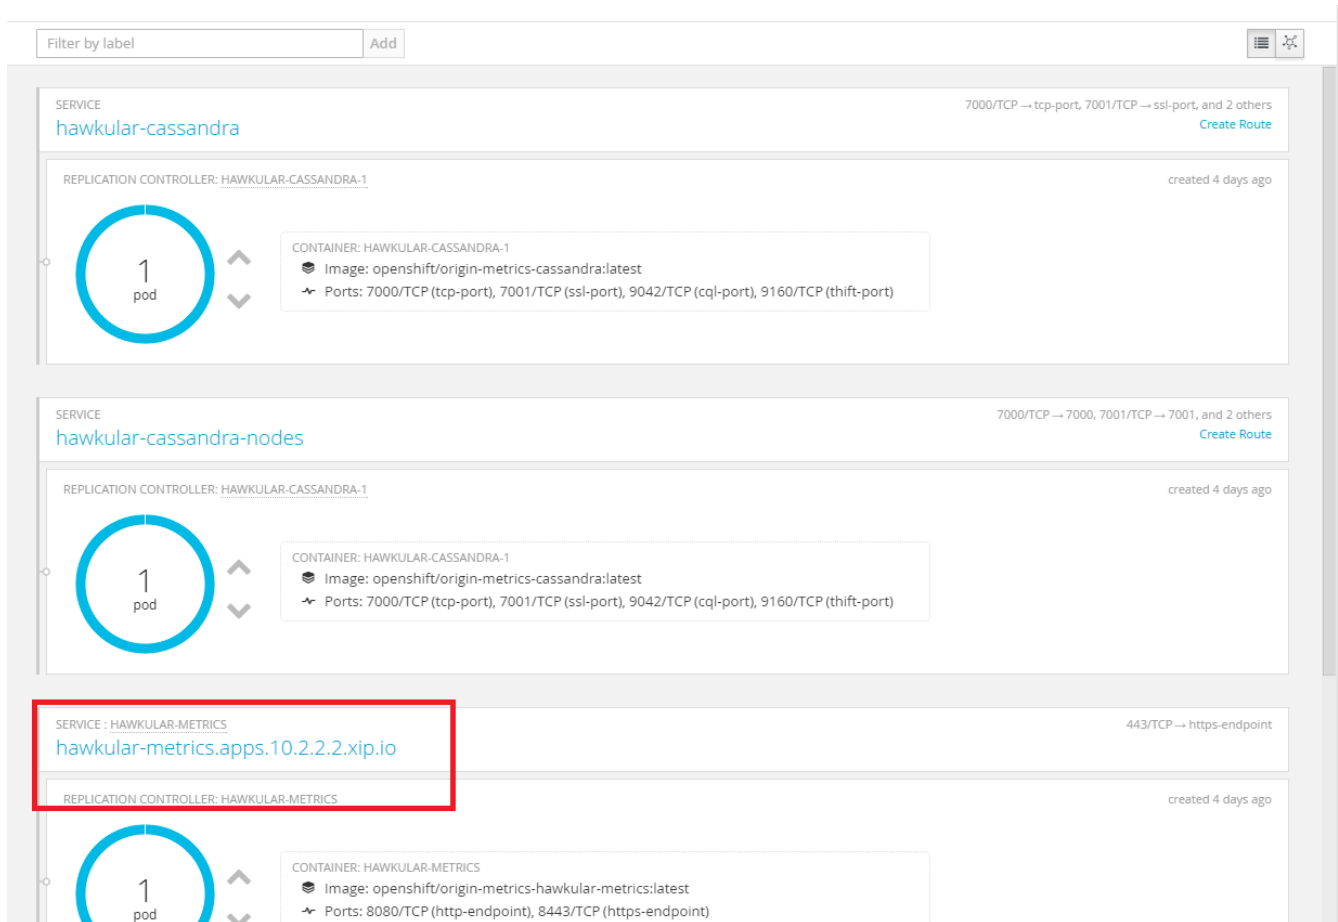 Filter by label Add
SERVICE 7000/TCP → tcp-port, 7001/TCP → ssl-port, and 2 others
hawkular-cassandra Create Route
REPLICATION CONTROLLER: HAWKULAR-CASSANDRA-1 created 4 days ago
CONTAINER: HAWKULAR-CASSANDRA-1
1 Image: openshift/origin-metrics-cassandra:latest
pod Ports: 7000/TCP (tcp-port), 7001/TCP (ssl-port), 9042/TCP (cql-port), 9160/TCP (thift-port)
SERVICE 7000/TCP → 7000, 7001/TCP → 7001, and 2 others
hawkular-cassandra-nodes Create Route
REPLICATION CONTROLLER: HAWKULAR-CASSANDRA-1 created 4 days ago
CONTAINER: HAWKULAR-CASSANDRA-1
1 Image: openshift/origin-metrics-cassandra:latest
pod Ports: 7000/TCP (tcp-port), 7001/TCP (ssl-port), 9042/TCP (cql-port), 9160/TCP (thift-port)
SERVICE : HAWKULAR-METRICS 443/TCP → https-endpoint
hawkular-metrics.apps.10.2.2.2.xip.io
REPLICATION CONTROLLER: HAWKULAR-METRICS created 4 days ago
CONTAINER: HAWKULAR-METRICS
1 Image: openshift/origin-metrics-hawkular-metrics:latest
pod Ports: 8080/TCP (http-endpoint), 8443/TCP (https-endpoint)